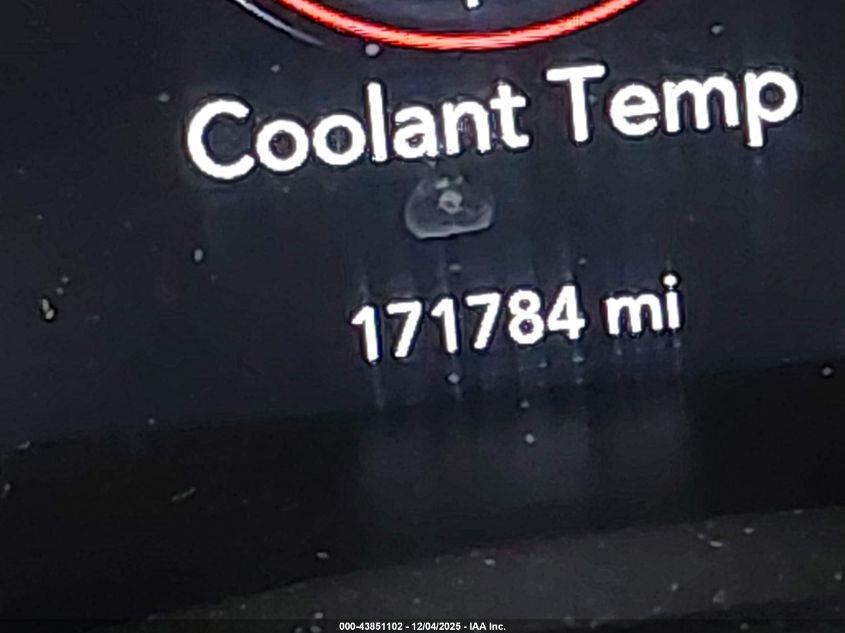 Coolant Temp
171784 mi
000-43851102 - 12/04/2025 - IAA Inc.